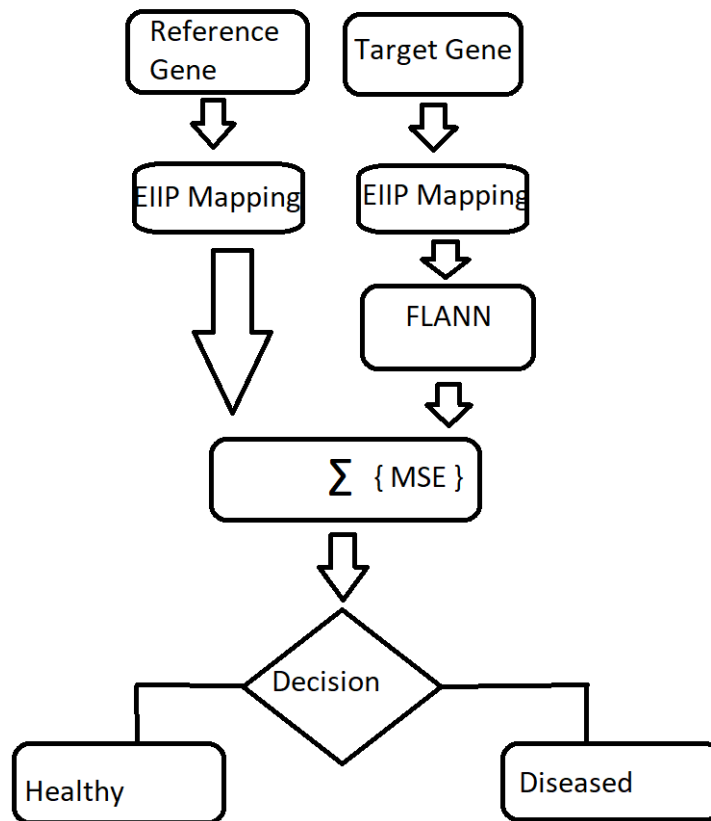 Reference
Gene
Target Gene
EIIP Mapping
EIIP Mapping
FLANN
Σ { MSE }
Decision
Healthy
Diseased